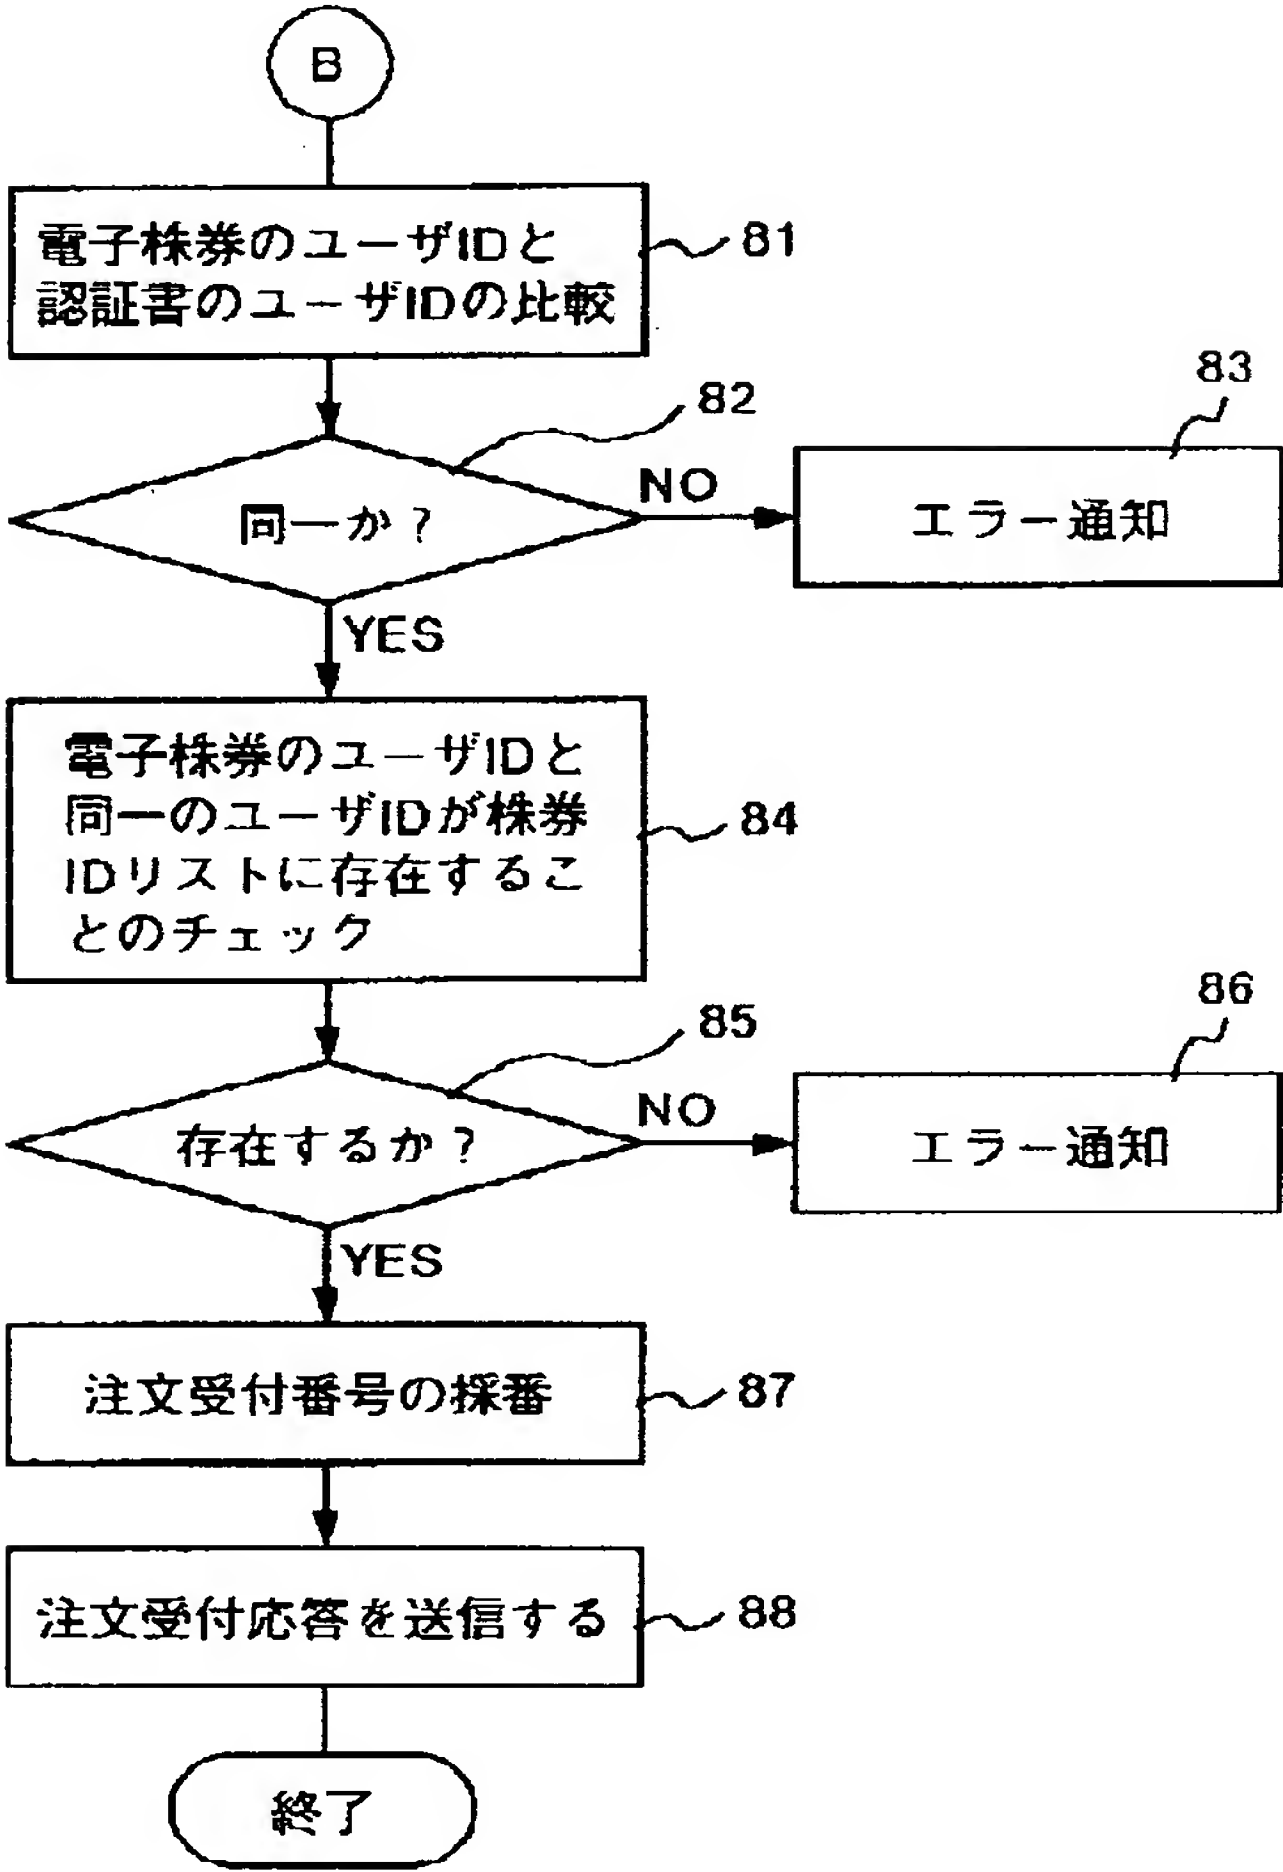 B
電子株券のユーザIDと
認証書のユーザIDの比較
81
82
同一か?
NO
83
エラー通知
YES
電子株券のユーザIDと
同一のユーザIDが株券
IDリストに存在するこ
とのチェック
84
85
存在するか?
NO
86
エラー通知
YES
注文受付番号の採番
87
注文受付応答を送信する
88
終了